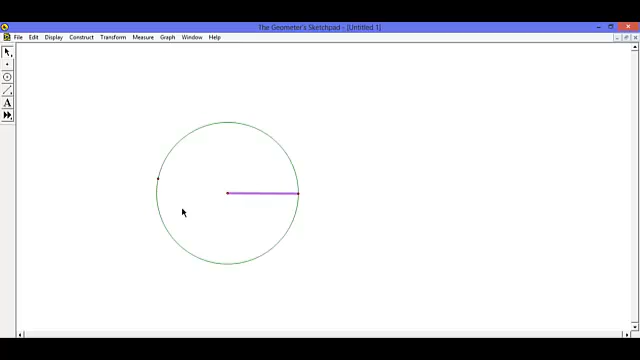 The Geometer's Sketchpad - [Untitled 1]
File Edit Display Construct Transform Measure Graph Window Help
A